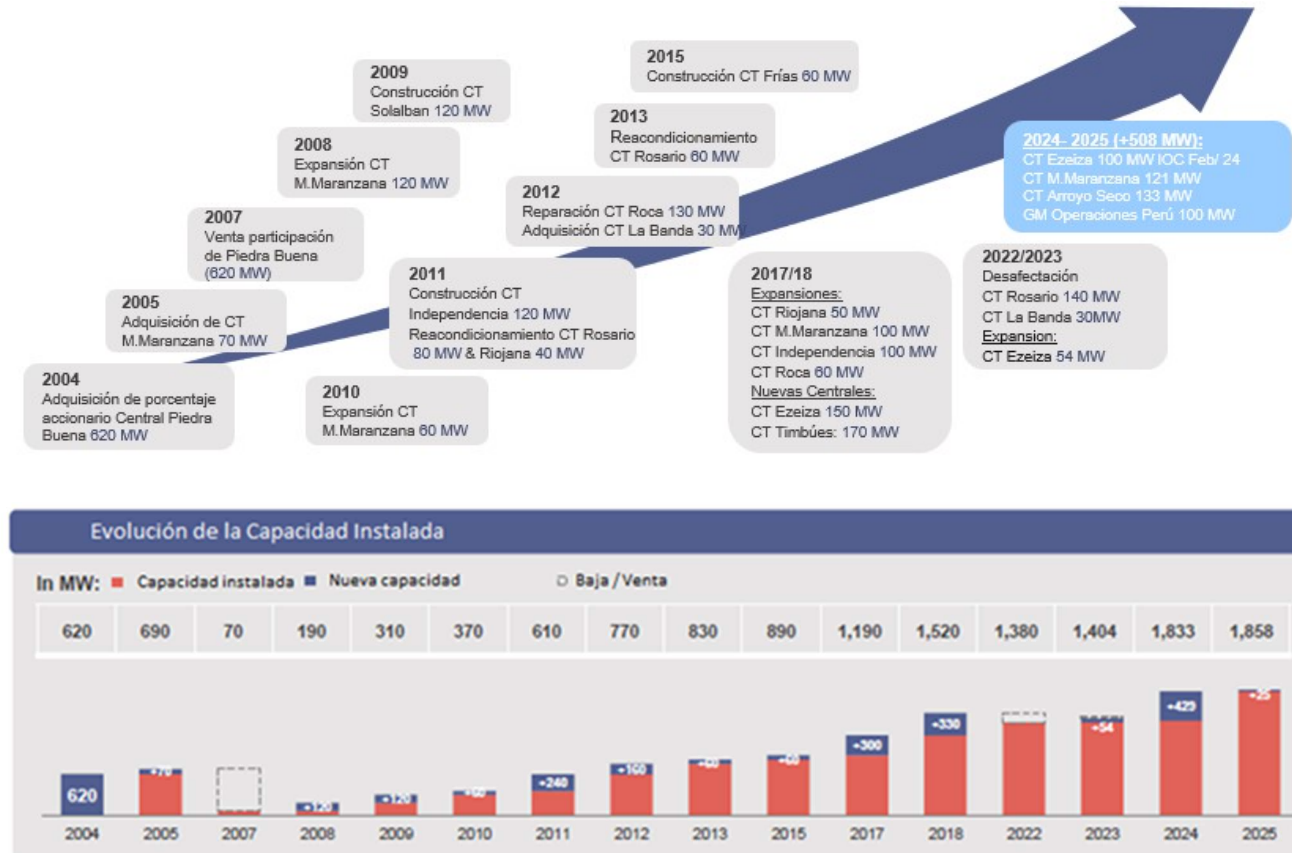 2004
Adquisición de porcentaje
accionario Central Piedra
Buena 620 MW
2005
Adquisición de CT
M.Maranzana 70 MW
2007
Venta participación
de Piedra Buena
(620 MW)
2008
Expansión CT
M.Maranzana 120 MW
2009
Construcción CT
Solalban 120 MW
2010
Expansión CT
M.Maranzana 60 MW
2011
Construcción CT
Independencia 120 MW
Reacondicionamiento CT Rosario
80 MW & Riojana 40 MW
2012
Reparación CT Roca 130 MW
Adquisición CT La Banda 30 MW
2013
Reacondicionamiento
CT Rosario 60 MW
2015
Construcción CT Frías 60 MW
2017/18
Expansiones:
CT Riojana 50 MW
CT M.Maranzana 100 MW
CT Independencia 100 MW
CT Roca 60 MW
Nuevas Centrales:
CT Ezeiza 150 MW
CT Timbúes: 170 MW
2022/2023
Desafectación
CT Rosario 140 MW
CT La Banda 30MW
Expansion:
CT Ezeiza 54 MW
2024- 2025 (+508 MW):
CT Ezeiza 100 MW IOC Feb/ 24
CT M.Maranzana 121 MW
CT Arroyo Seco 133 MW
GM Operaciones Perú 100 MW
Evolución de la Capacidad Instalada
In MW: Capacidad instalada Nueva capacidad Baja / Venta
620 690 70 190 310 370 610 770 830 890 1,190 1,520 1,380 1,404 1,833 1,858
620 +70 +120 +120 +60 +240 +160 +60 +60 +300 +330 +54 +429 +25
2004 2005 2007 2008 2009 2010 2011 2012 2013 2015 2017 2018 2022 2023 2024 2025